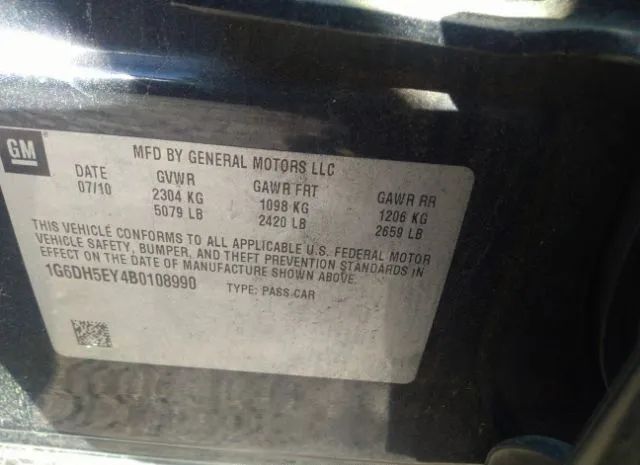 GM
MFD BY GENERAL MOTORS LLC
DATE GVWR GAWR FRT GAWR RR
07/10 2304 KG 1098 KG 1206 KG
5079 LB 2420 LB 2659 LB
THIS VEHICLE CONFORMS TO ALL APPLICABLE U.S. FEDERAL MOTOR
VEHICLE SAFETY, BUMPER, AND THEFT PREVENTION STANDARDS IN
EFFECT ON THE DATE OF MANUFACTURE SHOWN ABOVE.
1G6DH5EY4B0108990 TYPE: PASS CAR